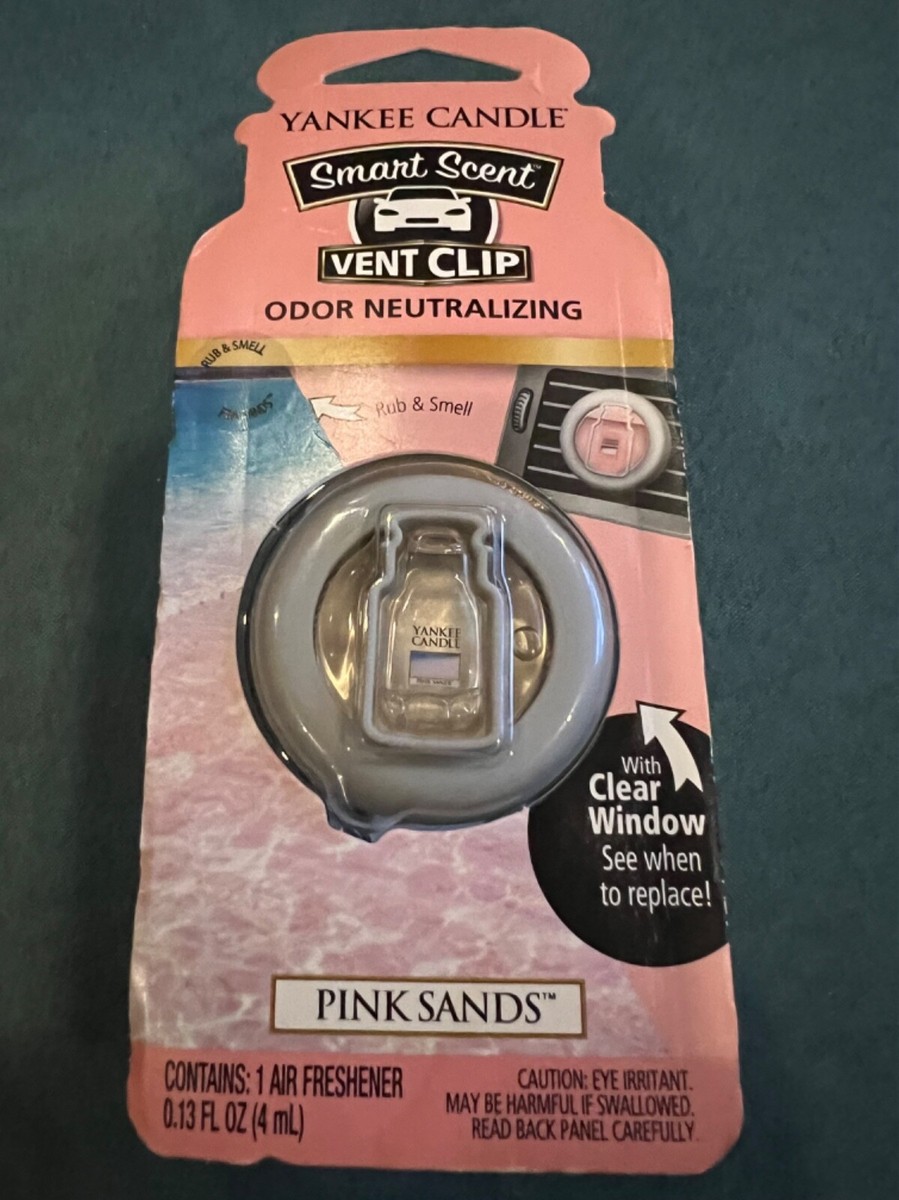 YANKEE CANDLE®
Smart Scent™
VENT CLIP
ODOR NEUTRALIZING
RUB & SMELL
Rub & Smell
YANKEE
CANDLE
With
Clear
Window
See when
to replace!
PINK SANDS™
CONTAINS: 1 AIR FRESHENER
0.13 FL OZ (4 mL)
CAUTION: EYE IRRITANT.
MAY BE HARMFUL IF SWALLOWED.
READ BACK PANEL CAREFULLY.